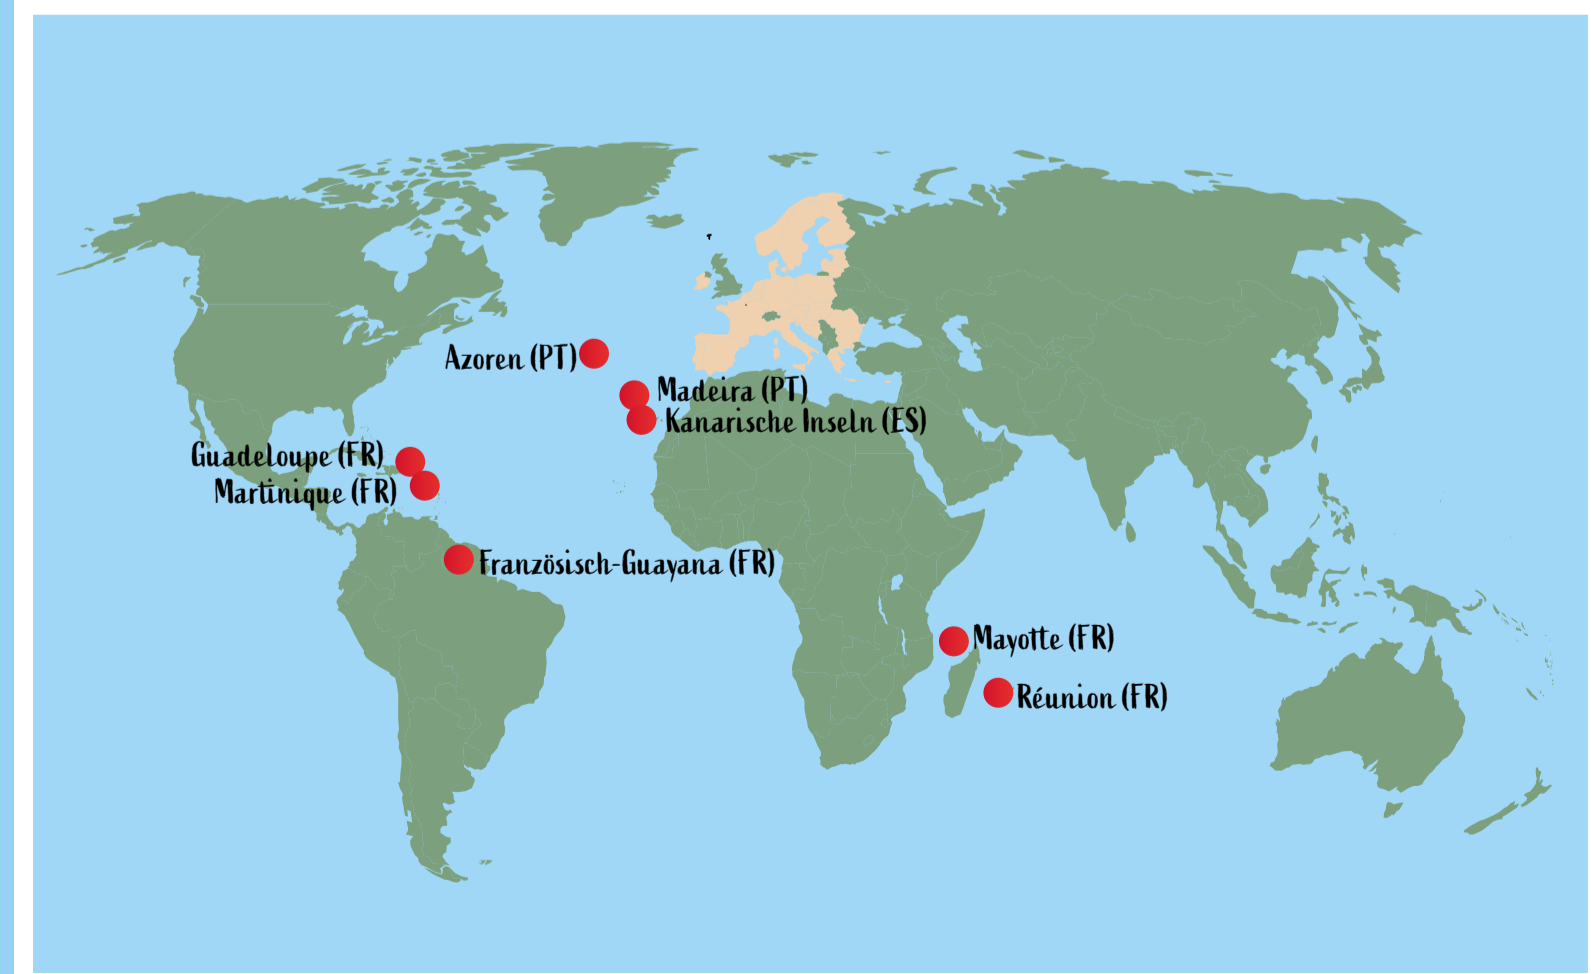 Azoren (PT)
Madeira (PT)
Kanarische Inseln (ES)
Guadeloupe (FR)
Martinique (FR)
Französisch-Guayana (FR)
Mayotte (FR)
Réunion (FR)